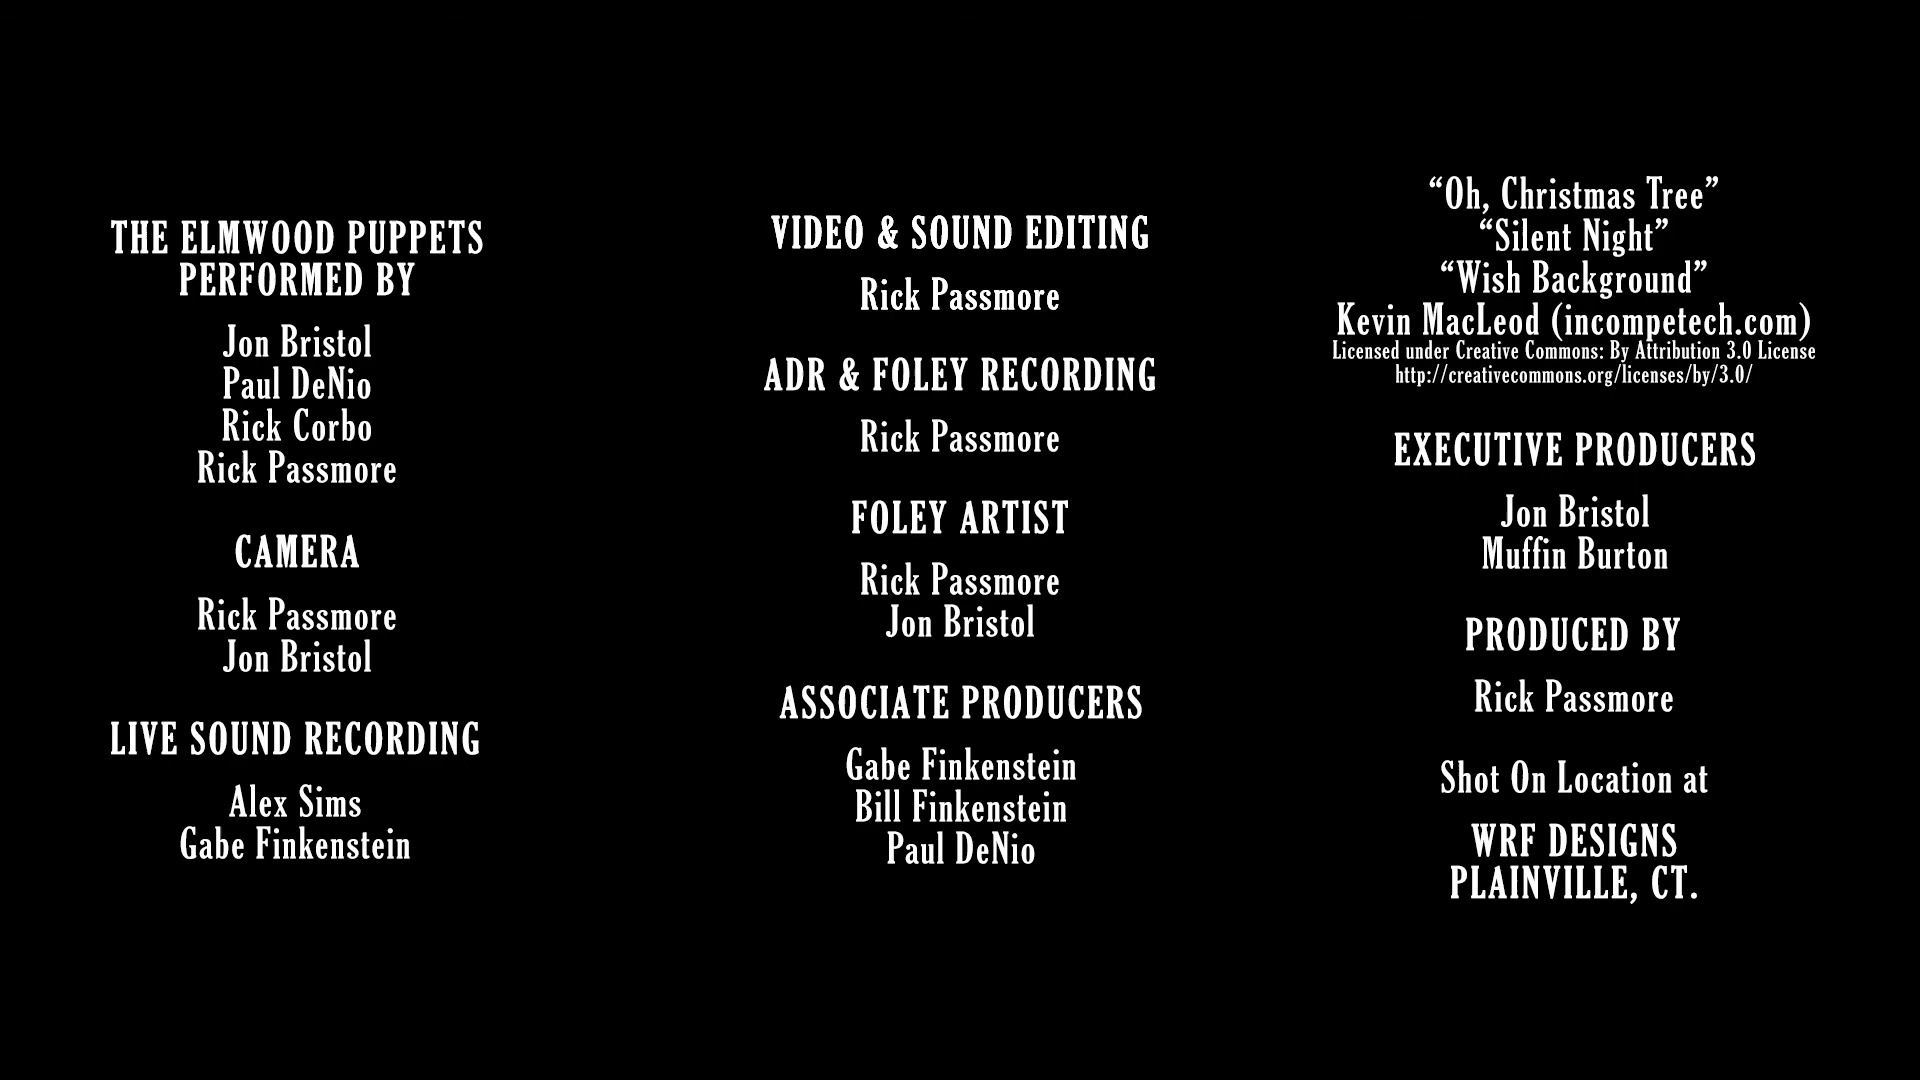 THE ELMWOOD PUPPETS
PERFORMED BY
Jon Bristol
Paul DeNio
Rick Corbo
Rick Passmore
CAMERA
Rick Passmore
Jon Bristol
LIVE SOUND RECORDING
Alex Sims
Gabe Finkenstein
VIDEO & SOUND EDITING
Rick Passmore
ADR & FOLEY RECORDING
Rick Passmore
FOLEY ARTIST
Rick Passmore
Jon Bristol
ASSOCIATE PRODUCERS
Gabe Finkenstein
Bill Finkenstein
Paul DeNio
“Oh, Christmas Tree”
“Silent Night”
“Wish Background”
Kevin MacLeod (incompetech.com)
Licensed under Creative Commons: By Attribution 3.0 License
http://creativecommons.org/licenses/by/3.0/
EXECUTIVE PRODUCERS
Jon Bristol
Muffin Burton
PRODUCED BY
Rick Passmore
Shot On Location at
WRF DESIGNS
PLAINVILLE, CT.